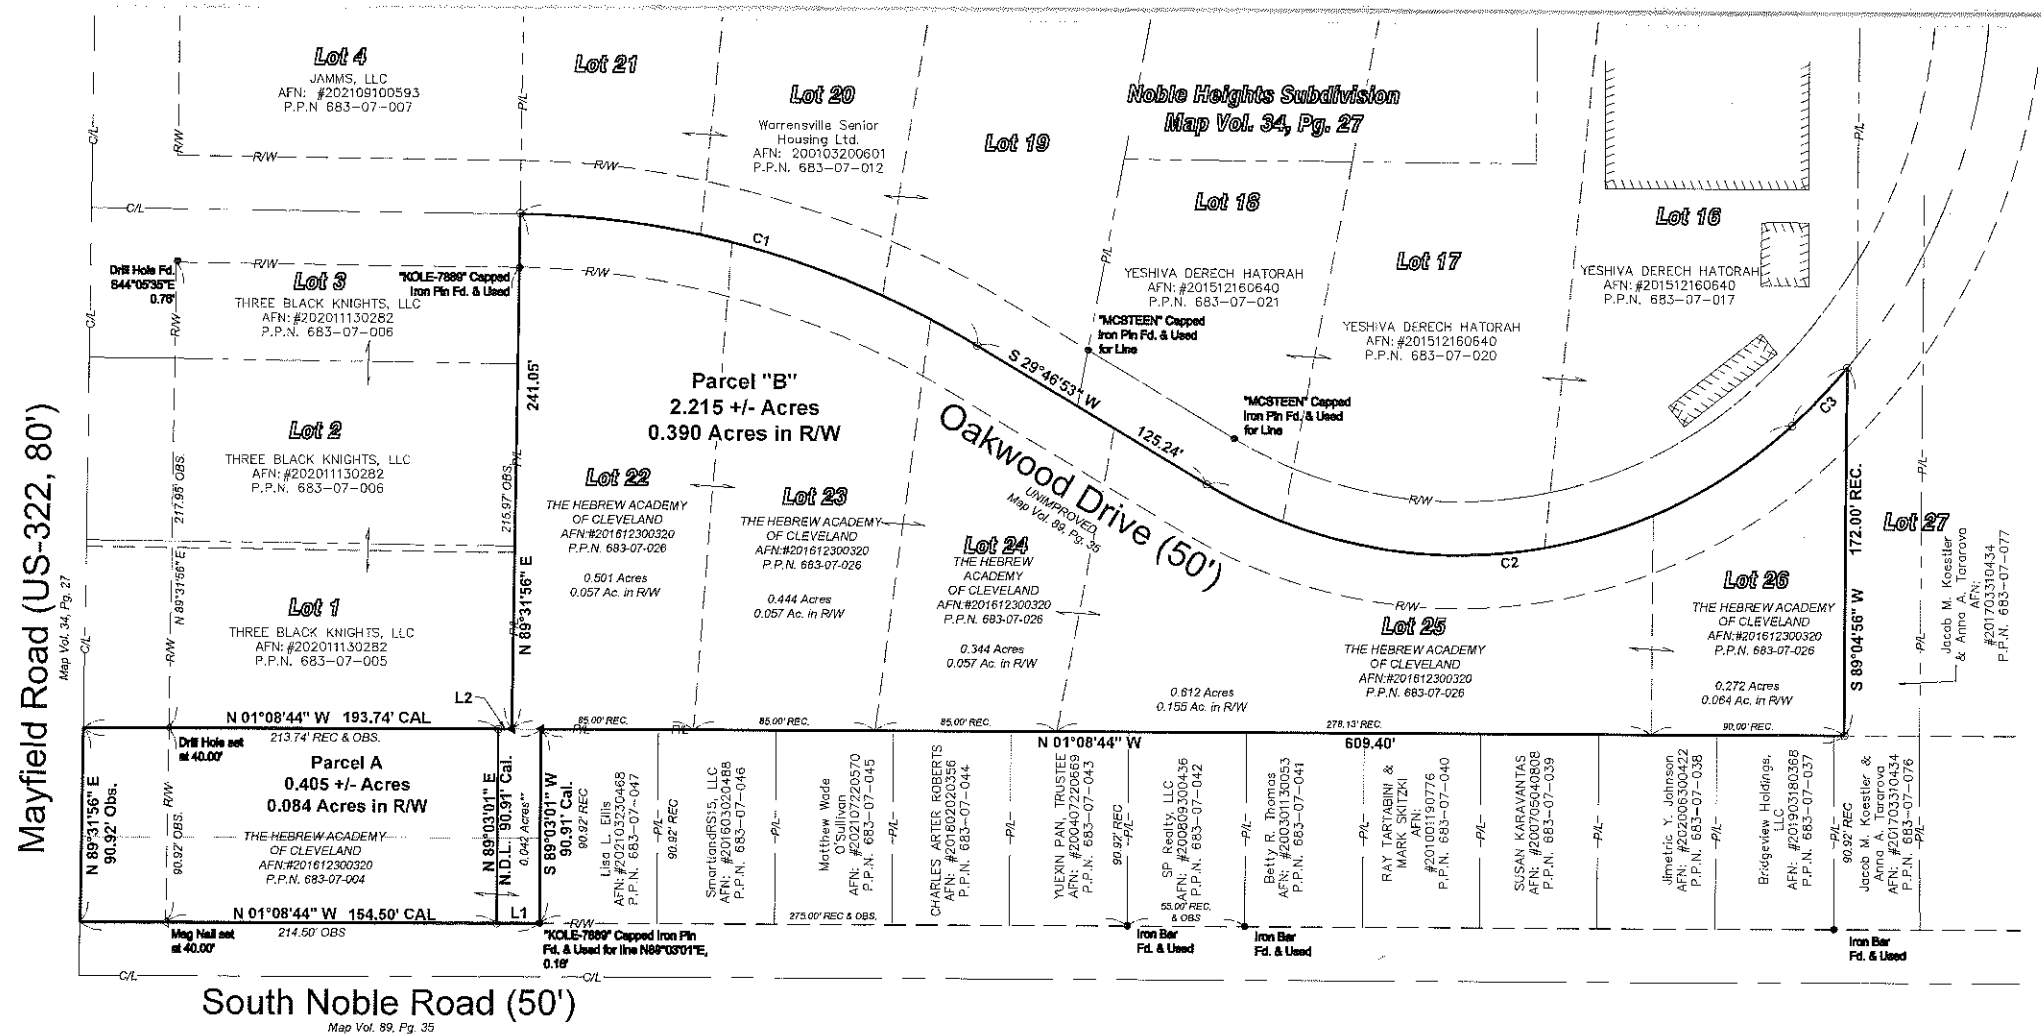 Lot 4
JAMMS, LLC
AFN: #202109100593
P.P.N 683-07-007
Lot 21
Lot 20
Warrensville Senior
Housing Ltd.
AFN: 200103200601
P.P.N. 683-07-012
Lot 19
Noble Heights Subdivision
Map Vol. 34, Pg. 27
Lot 18
YESHIVA DERECH HATORAH
AFN: #201512160640
P.P.N. 683-07-021
Lot 17
YESHIVA DERECH HATORAH
AFN: #201512160640
P.P.N. 683-07-020
Lot 16
YESHIVA DERECH HATORAH
AFN: #201512160640
P.P.N. 683-07-017
C/L
R/W
P/L
R/W
R/W
P/L
P/L
C/L
C1
R/W
R/W
Drill Hole Fd.
S44°05'35"E
0.76'
Lot 3
THREE BLACK KNIGHTS, LLC
AFN: #202011130282
P.P.N. 683-07-006
"KOLE-7889" Capped
Iron Pin Fd. & Used
"MCSTEEN" Capped
Iron Pin Fd. & Used
for Line
"MCSTEEN" Capped
Iron Pin Fd. & Used
for Line
S 29°46'53" W
125.24'
C3
R/W
C2
R/W
241.05'
215.97' OBS.
N 89°31'56" E
Parcel "B"
2.215 +/- Acres
0.390 Acres in R/W
Oakwood Drive (50')
UNIMPROVED
Map Vol. 89, Pg. 35
Mayfield Road (US-322, 80')
Map Vol. 34, Pg. 27
Lot 2
THREE BLACK KNIGHTS, LLC
AFN: #202011130282
P.P.N. 683-07-006
217.95' OBS.
N 89°31'56" E
Lot 1
THREE BLACK KNIGHTS, LLC
AFN: #202011130282
P.P.N. 683-07-005
Lot 22
THE HEBREW ACADEMY
OF CLEVELAND
AFN:#201612300320
P.P.N. 683-07-026
0.501 Acres
0.057 Ac. in R/W
Lot 23
THE HEBREW ACADEMY
OF CLEVELAND
AFN:#201612300320
P.P.N. 683-07-026
0.444 Acres
0.057 Ac. in R/W
Lot 24
THE HEBREW
ACADEMY
OF CLEVELAND
AFN:#201612300320
P.P.N. 683-07-026
0.344 Acres
0.057 Ac. in R/W
Lot 25
THE HEBREW ACADEMY
OF CLEVELAND
AFN:#201612300320
P.P.N. 683-07-026
0.612 Acres
0.155 Ac. in R/W
Lot 26
THE HEBREW ACADEMY
OF CLEVELAND
AFN:#201612300320
P.P.N. 683-07-026
0.272 Acres
0.064 Ac. in R/W
172.00' REC.
S 89°04'56" W
Lot 27
Jacob M. Koestler
& Anna A. Tararova
AFN:
#201703310434
P.P.N. 683-07-077
L2
N 01°08'44" W 193.74' CAL
213.74' REC & OBS.
Drill Hole set
at 40.00'
85.00' REC.
85.00' REC.
85.00' REC.
N 01°08'44" W
278.13' REC.
609.40'
90.00' REC.
Parcel A
0.405 +/- Acres
0.084 Acres in R/W
THE HEBREW ACADEMY
OF CLEVELAND
AFN:#201612300320
P.P.N. 683-07-004
N 89°31'56" E
90.92' Obs.
90.92' OBS.
R/W
N 89°03'01" E
N.D.L. 90.91' Cal.
0.042 Acres**
S 89°03'01" W
90.91' Cal.
90.92' REC
Lisa L. Ellis
AFN: #202103230468
P.P.N. 683-07-047
90.92' REC
SmartlandRS15, LLC
AFN: #201603020488
P.P.N. 683-07-046
Matthew Wade
O'Sullivan
AFN: #202107220570
P.P.N. 683-07-045
CHARLES ARTER ROBERTS
AFN: #201802020356
P.P.N. 683-07-044
YUEXIN PAN, TRUSTEE
AFN: #200407220669
P.P.N. 683-07-043
90.92' REC
SP Realty, LLC
AFN: #200809300436
P.P.N. 683-07-042
Betty R. Thomas
AFN: #200301130053
P.P.N. 683-07-041
RAY TARTABINI &
MARK SKITZKI
AFN:
#201001190776
P.P.N. 683-07-040
SUSAN KARAVANTAS
AFN: #200705040808
P.P.N. 683-07-039
Jimetric Y. Johnson
AFN: #202006300422
P.P.N. 683-07-038
Bridgeview Holdings,
LLC
AFN: #201903180368
P.P.N. 683-07-037
90.92' REC
Jacob M. Koestler &
Anna A. Tararova
AFN: #201703310434
P.P.N. 683-07-076
N 01°08'44" W 154.50' CAL
214.50' OBS
L1
Mag Nail set
at 40.00'
R/W
"KOLE-7889" Capped Iron Pin
Fd. & Used for line N89°03'01"E,
0.18'
275.00' REC & OBS.
55.00' REC.
& OBS
Iron Bar
Fd. & Used
Iron Bar
Fd. & Used
Iron Bar
Fd. & Used
C/L
C/L
South Noble Road (50')
Map Vol. 89, Pg. 35